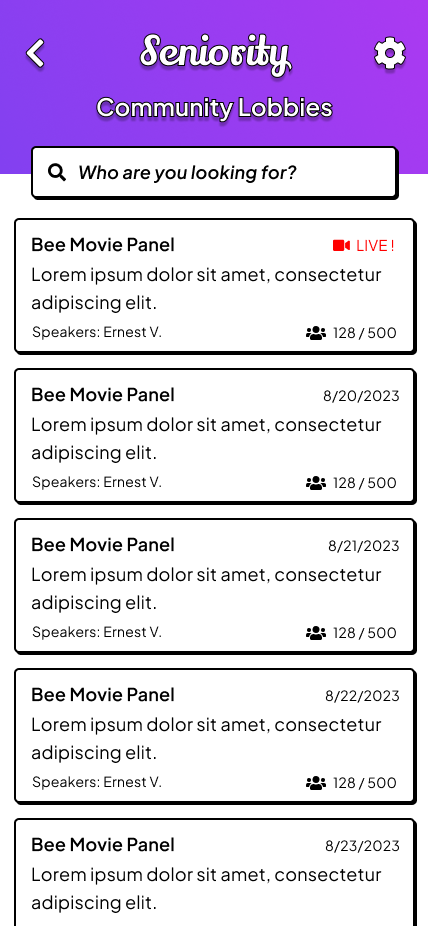 Seniority
Community Lobbies
Who are you looking for?
Bee Movie Panel
LIVE!
Lorem ipsum dolor sit amet, consectetur
adipiscing elit.
Speakers: Ernest V.
128 / 500
Bee Movie Panel
8/20/2023
Lorem ipsum dolor sit amet, consectetur
adipiscing elit.
Speakers: Ernest V.
128 / 500
Bee Movie Panel
8/21/2023
Lorem ipsum dolor sit amet, consectetur
adipiscing elit.
Speakers: Ernest V.
128 / 500
Bee Movie Panel
8/22/2023
Lorem ipsum dolor sit amet, consectetur
adipiscing elit.
Speakers: Ernest V.
128 / 500
Bee Movie Panel
8/23/2023
Lorem ipsum dolor sit amet, consectetur
adipiscing elit.